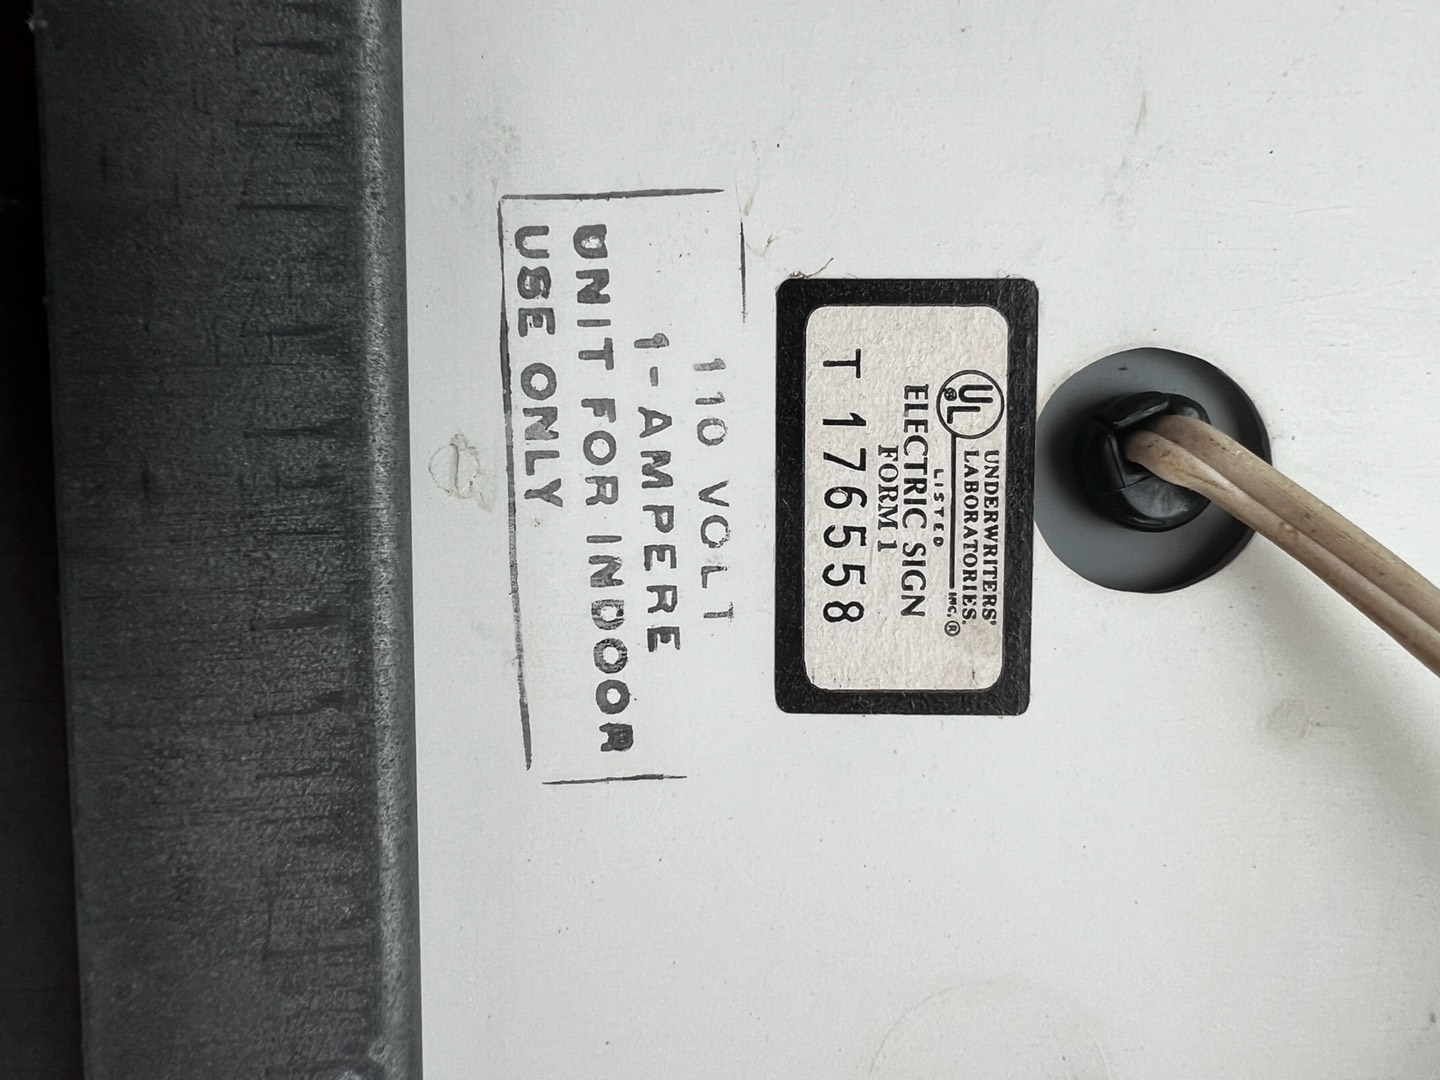 UNDERWRITERS'
LABORATORIES, INC.®
UL ®
LISTED
ELECTRIC SIGN
FORM 1
T 176558
110 VOLT
1-AMPERE
UNIT FOR INDOOR
USE ONLY